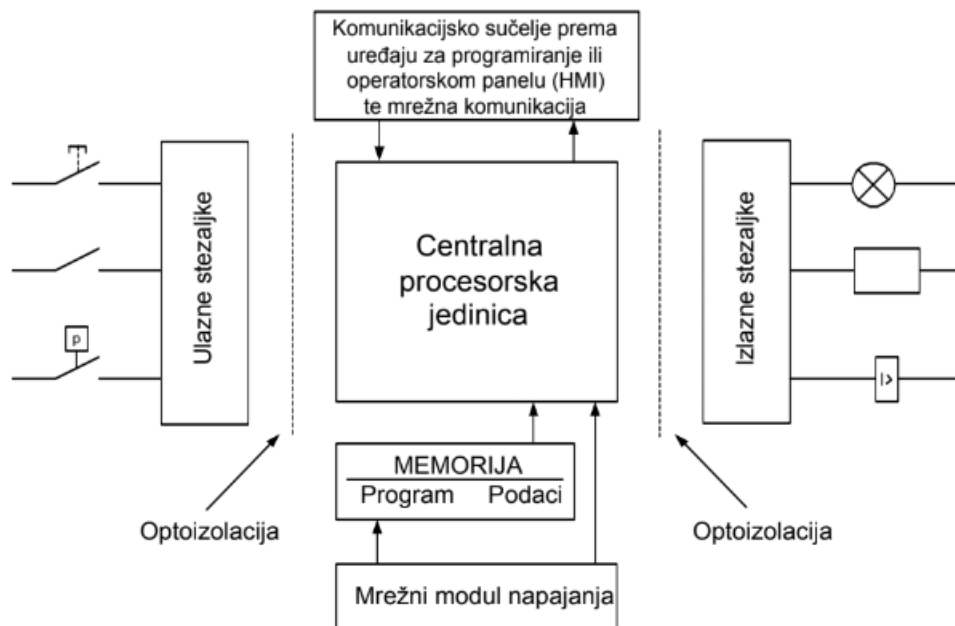 Komunikacijsko sučelje prema
uređaju za programiranje ili
operatorskom panelu (HMI)
te mrežna komunikacija
Ulazne stezaljke
Centralna
procesorska
jedinica
Izlazne stezaljke
p
MEMORIJA
Program Podaci
Optoizolacija
Optoizolacija
Mrežni modul napajanja